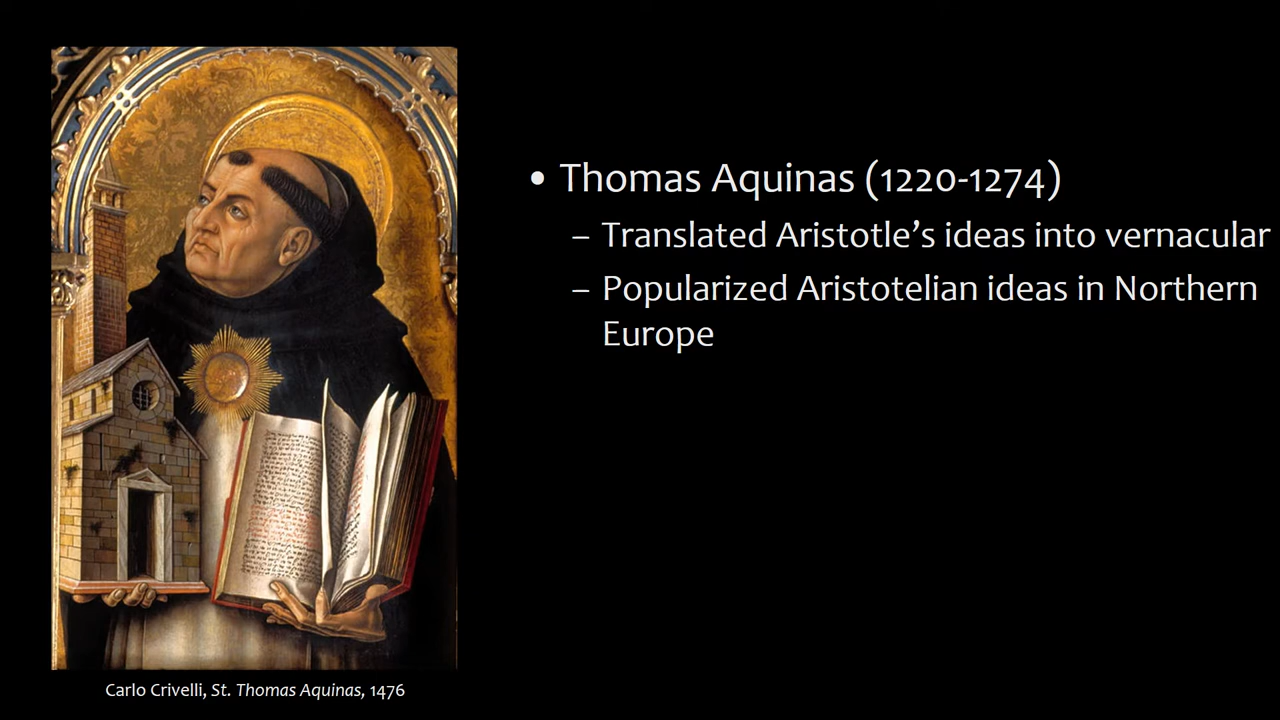 • Thomas Aquinas (1220-1274)
– Translated Aristotle’s ideas into vernacular
– Popularized Aristotelian ideas in Northern
Europe
Carlo Crivelli, St. Thomas Aquinas, 1476